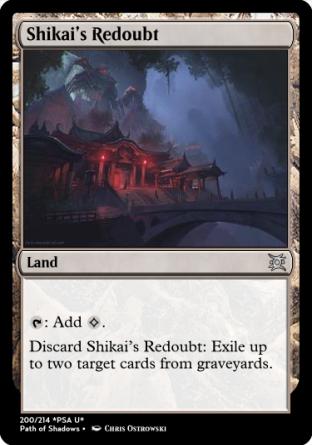 Shikai's Redoubt
Land
: Add .
Discard Shikai's Redoubt: Exile up
to two target cards from graveyards.
200/214 *PSA U*
Path of Shadows • Chris Ostrowski